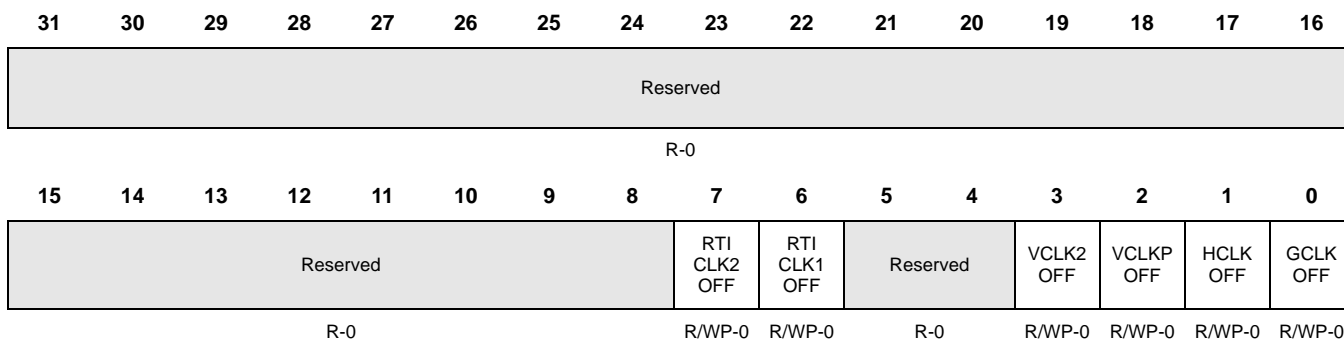 31 30 29 28 27 26 25 24 23 22 21 20 19 18 17 16
Reserved
R-0
15 14 13 12 11 10 9 8 7 6 5 4 3 2 1 0
Reserved
RTI
CLK2
OFF
RTI
CLK1
OFF
Reserved
VCLK2
OFF
VCLKP
OFF
HCLK
OFF
GCLK
OFF
R-0 R/WP-0 R/WP-0 R-0 R/WP-0 R/WP-0 R/WP-0 R/WP-0